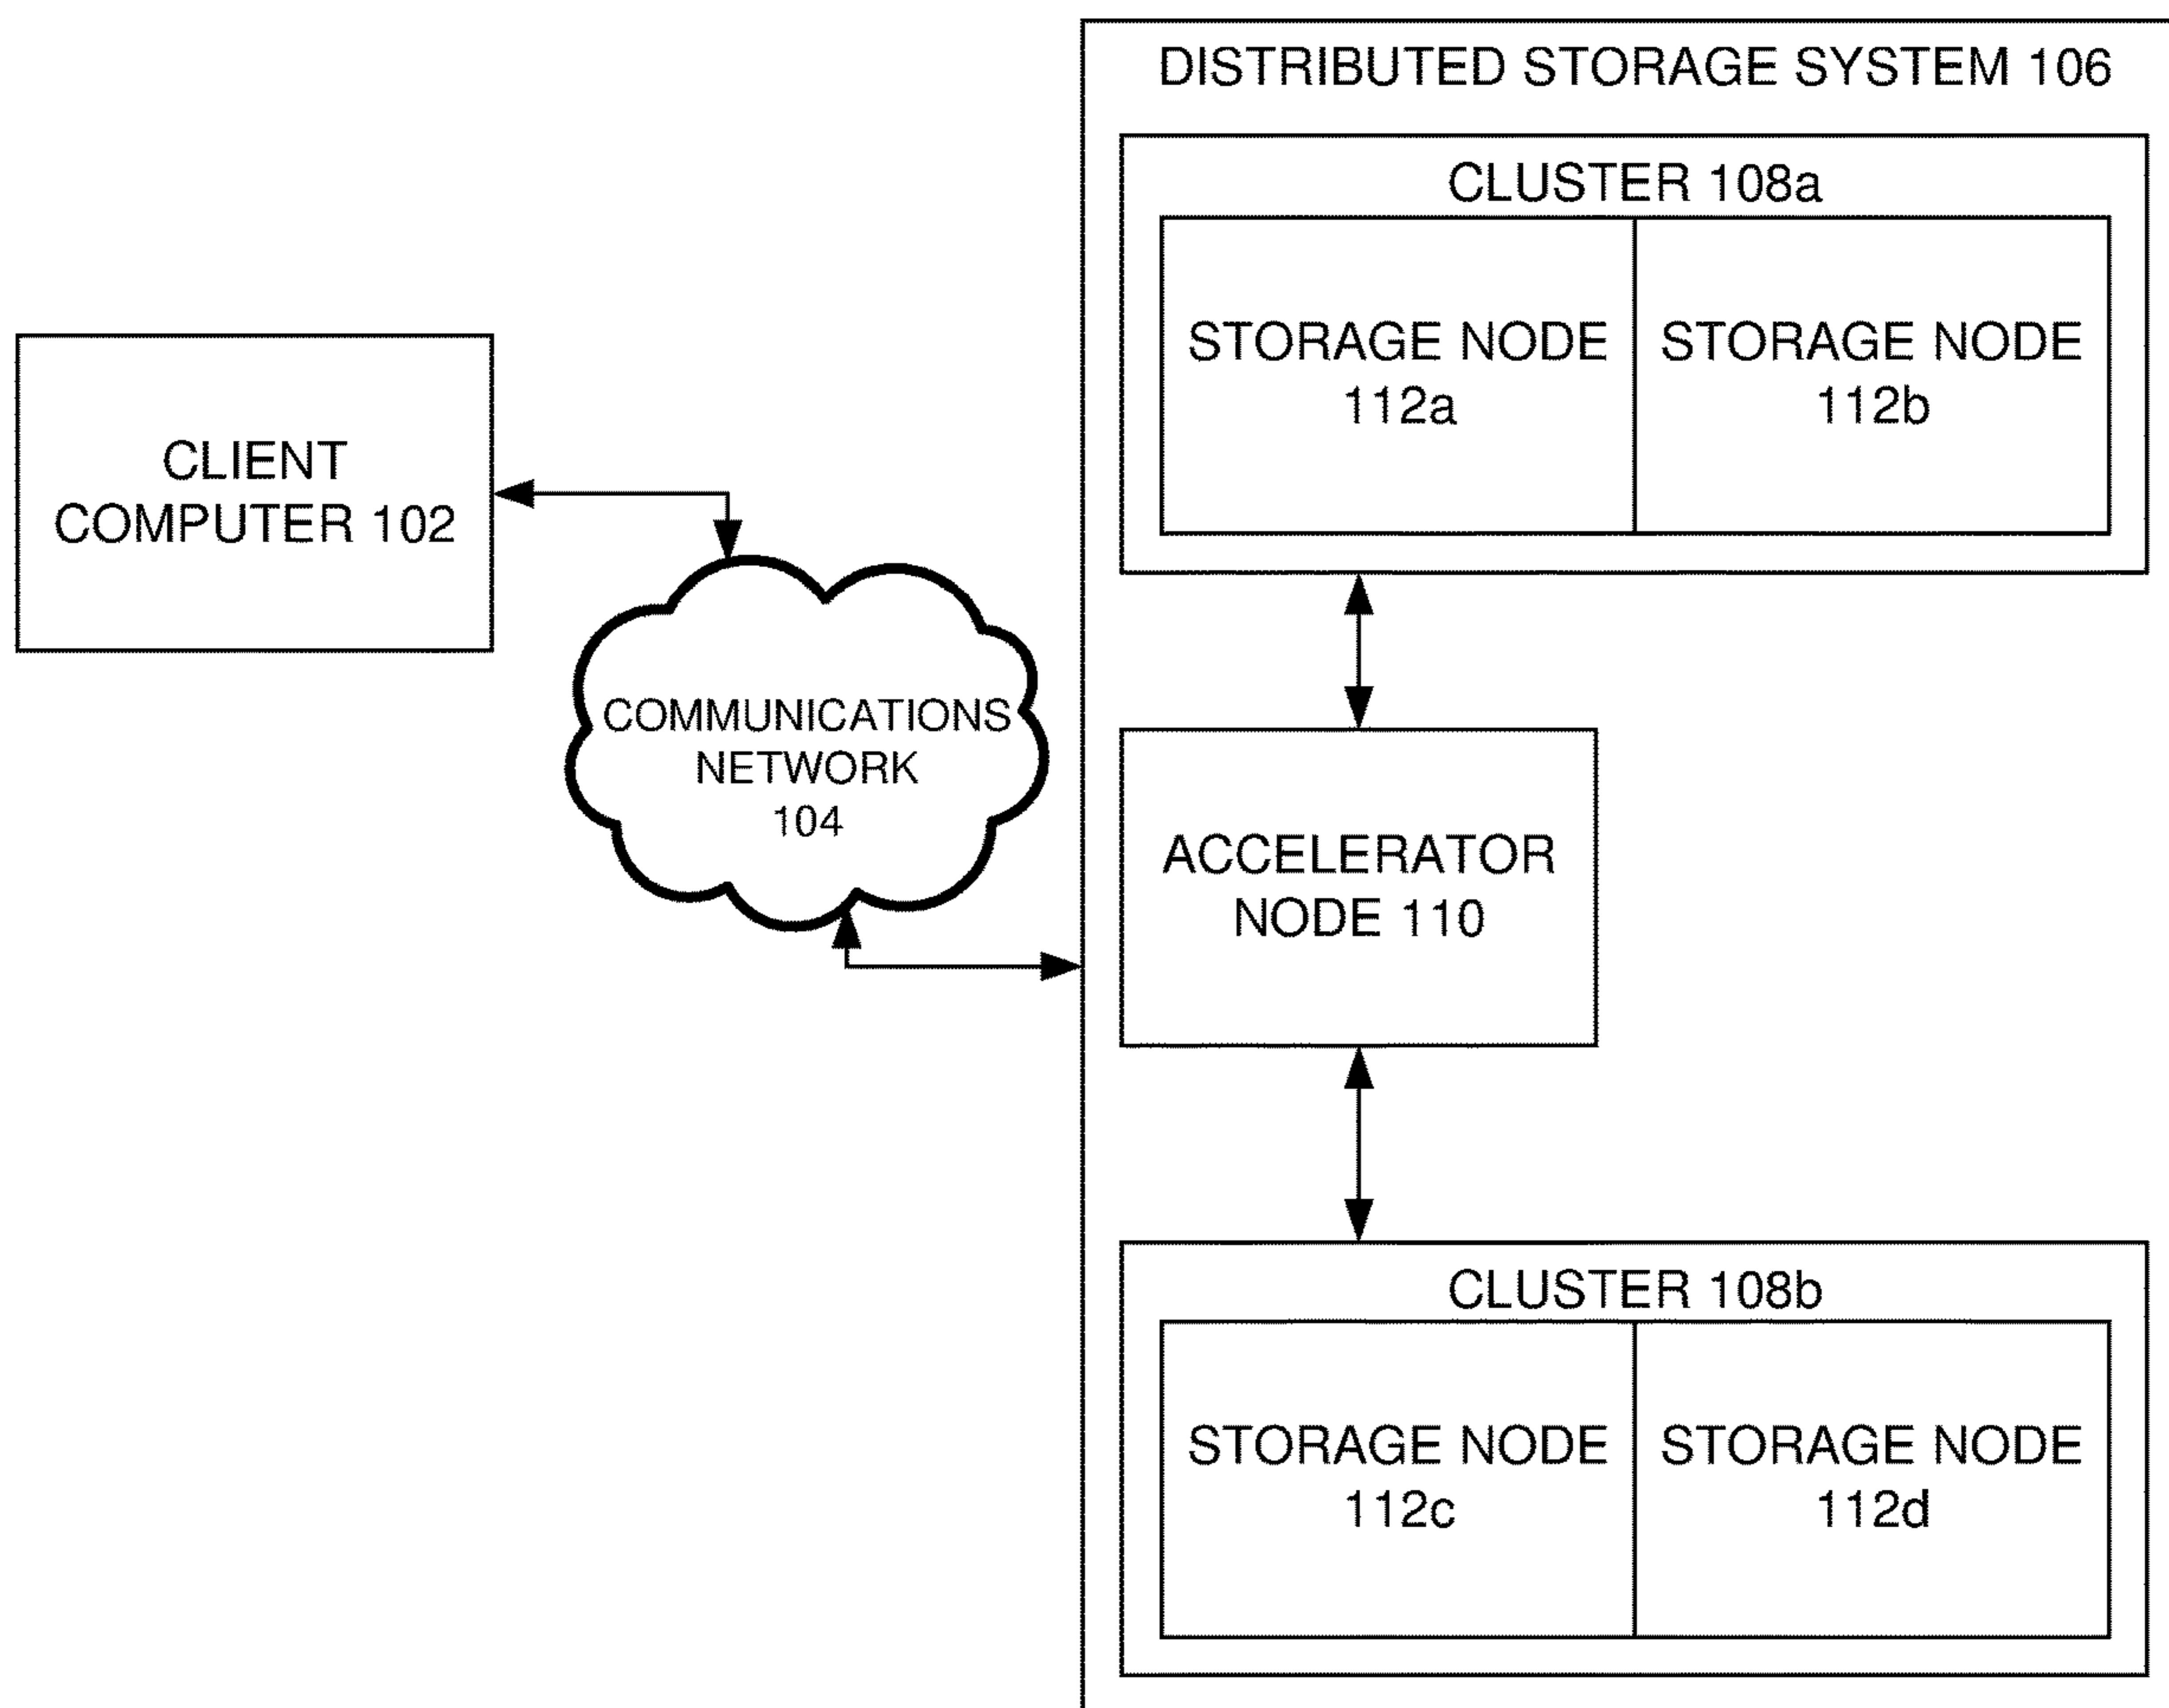 DISTRIBUTED STORAGE SYSTEM 106
CLUSTER 108a
STORAGE NODE
112a
STORAGE NODE
112b
CLIENT
COMPUTER 102
COMMUNICATIONS
NETWORK
104
ACCELERATOR
NODE 110
CLUSTER 108b
STORAGE NODE
112c
STORAGE NODE
112d